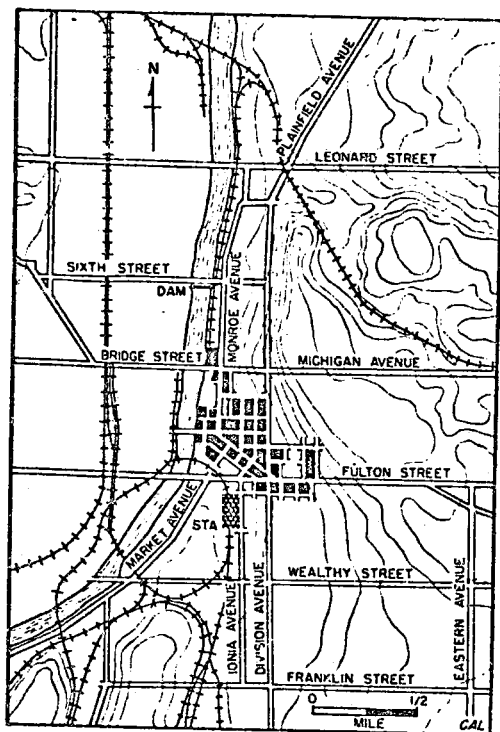 N
PLAINFIELD AVENUE
LEONARD STREET
SIXTH STREET
DAM
MONROE AVENUE
BRIDGE STREET
MICHIGAN AVENUE
FULTON STREET
MARKET AVENUE
STA
WEALTHY STREET
IONIA AVENUE
DIVISION AVENUE
EASTERN AVENUE
FRANKLIN STREET
0 1/2
MILE
CAL